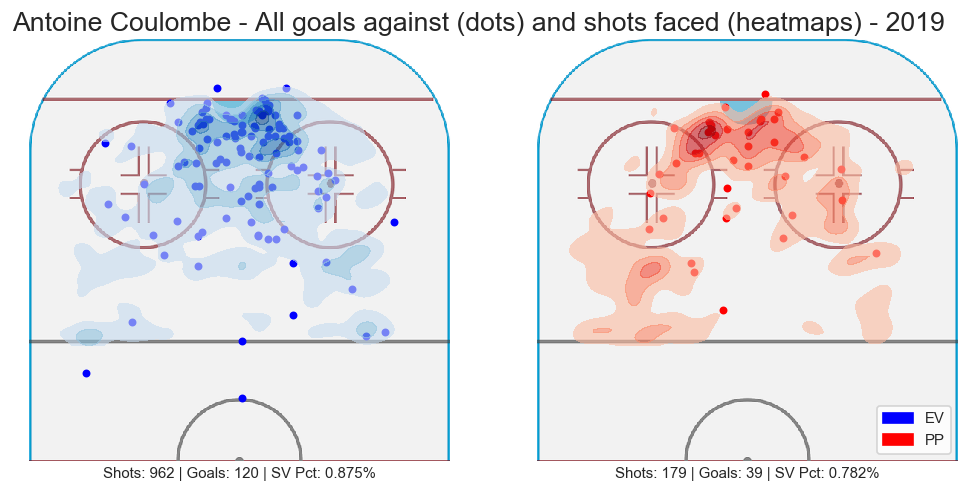 Antoine Coulombe - All goals against (dots) and shots faced (heatmaps) - 2019
EV
PP
Shots: 962 | Goals: 120 | SV Pct: 0.875%
Shots: 179 | Goals: 39 | SV Pct: 0.782%